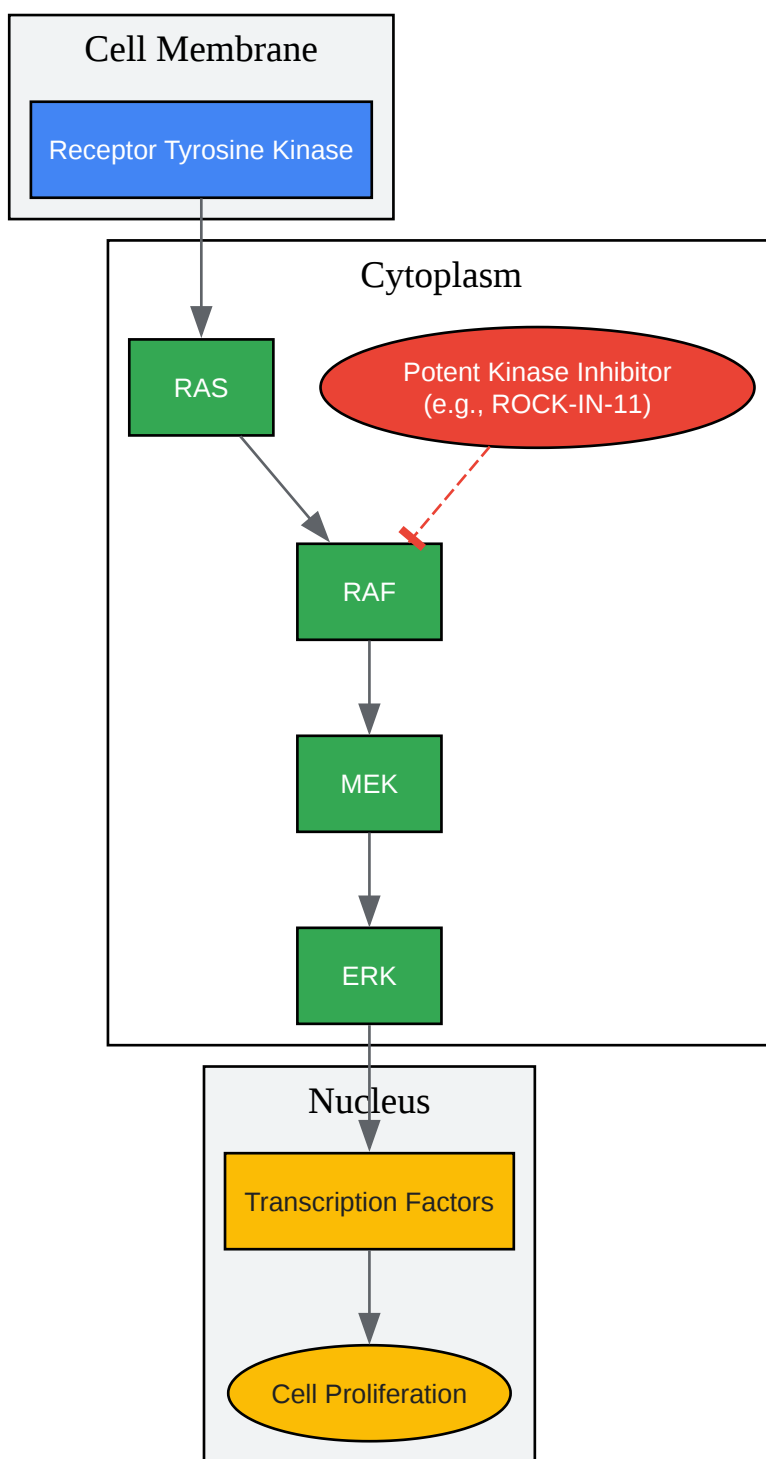 Cell Membrane
Receptor Tyrosine Kinase
Cytoplasm
RAS
Potent Kinase Inhibitor
(e.g., ROCK-IN-11)
RAF
MEK
ERK
Nucleus
Transcription Factors
Cell Proliferation